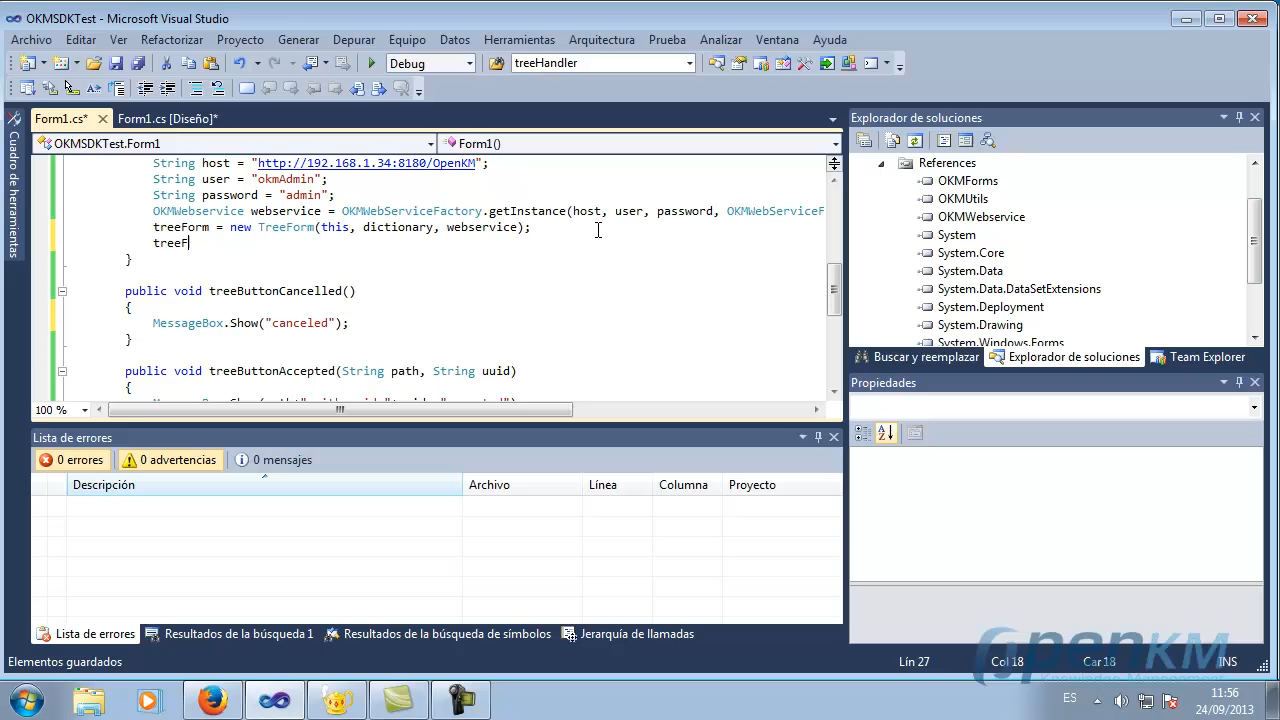 OKMSDKTest - Microsoft Visual Studio
Archivo Editar Ver Refactorizar Proyecto Generar Depurar Equipo Datos Herramientas Arquitectura Prueba Analizar Ventana Ayuda
Debug treeHandler
Form1.cs* Form1.cs [Diseño]*
OKMSDKTest.Form1 Form1()
Cuadro de herramientas
String host = "http://192.168.1.34:8180/OpenKM";
String user = "okmAdmin";
String password = "admin";
OKMWebservice webservice = OKMWebServiceFactory.getInstance(host, user, password, OKMWebServiceF
treeForm = new TreeForm(this, dictionary, webservice);
treeF
}
public void treeButtonCancelled()
{
MessageBox.Show("canceled");
}
public void treeButtonAccepted(String path, String uuid)
{
100 %
Explorador de soluciones
References
OKMForms
OKMUtils
OKMWebservice
System
System.Core
System.Data
System.Data.DataSetExtensions
System.Deployment
System.Drawing
System.Windows.Forms
Buscar y reemplazar Explorador de soluciones Team Explorer
Propiedades
Lista de errores
0 errores 0 advertencias 0 mensajes
Descripción Archivo Línea Columna Proyecto
Lista de errores Resultados de la búsqueda 1 Resultados de la búsqueda de símbolos Jerarquía de llamadas
Elementos guardados Lín 27 Col 18 Car 18 INS
OpenKM
Knowledge Management
ES 11:56
24/09/2013